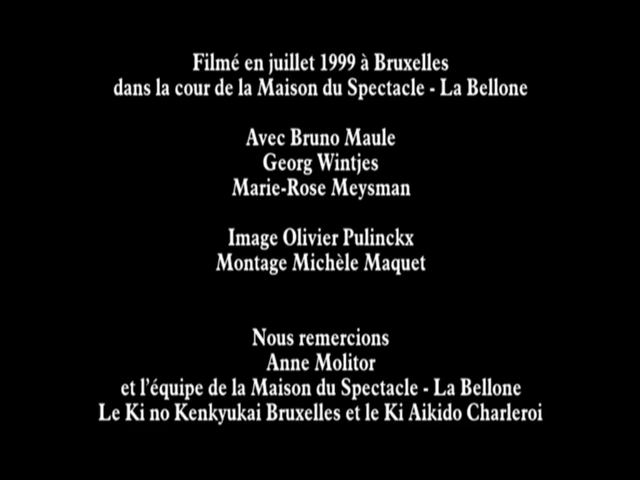 Filmé en juillet 1999 à Bruxelles
dans la cour de la Maison du Spectacle - La Bellone
Avec Bruno Maule
Georg Wintjes
Marie-Rose Meysman
Image Olivier Pulinckx
Montage Michèle Maquet
Nous remercions
Anne Molitor
et l'équipe de la Maison du Spectacle - La Bellone
Le Ki no Kenkyukai Bruxelles et le Ki Aikido Charleroi